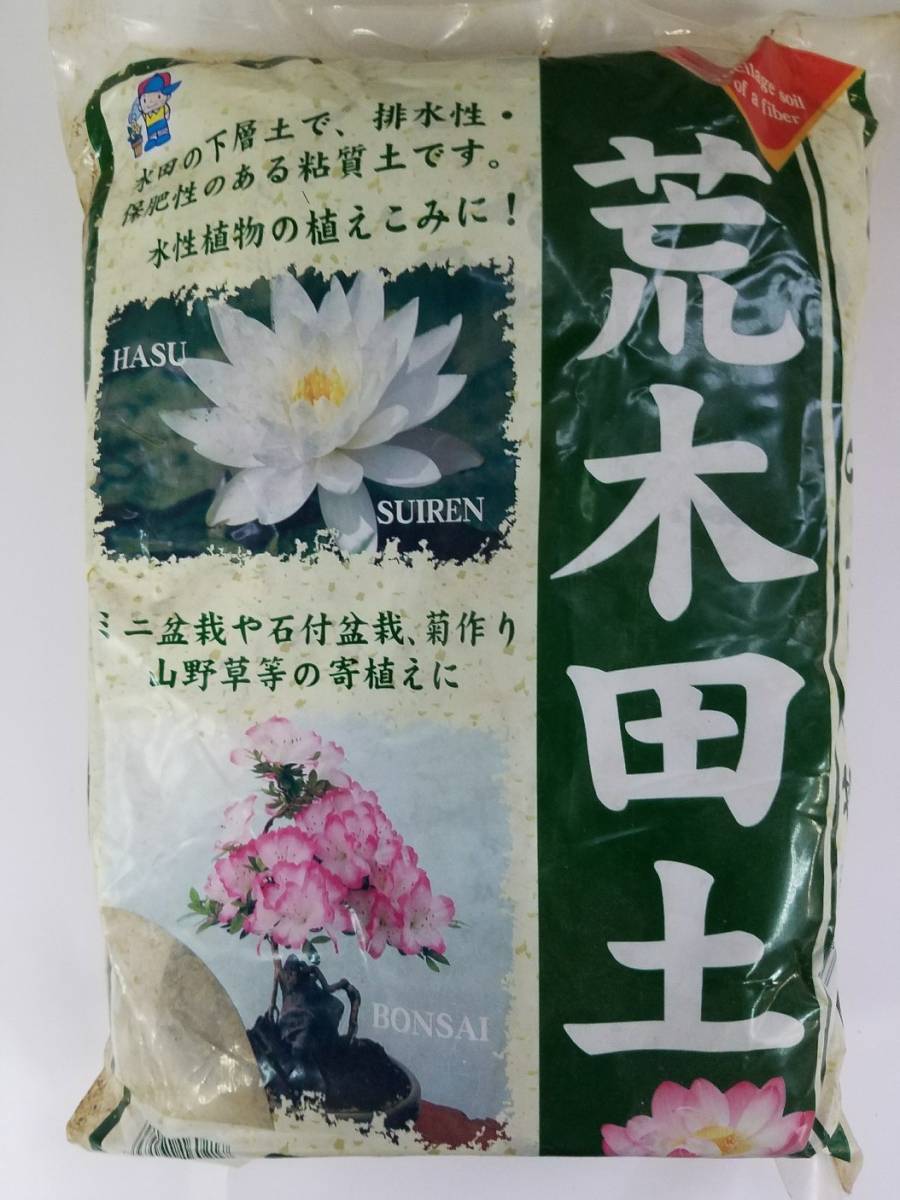 水田の下層土で、排水性・
保肥性のある粘質土です。
水性植物の植えこみに！
HASU
SUIREN
ミニ盆栽や石付盆栽、菊作り
山野草等の寄植えに
BONSAI
soil
of a fiber
荒木田土